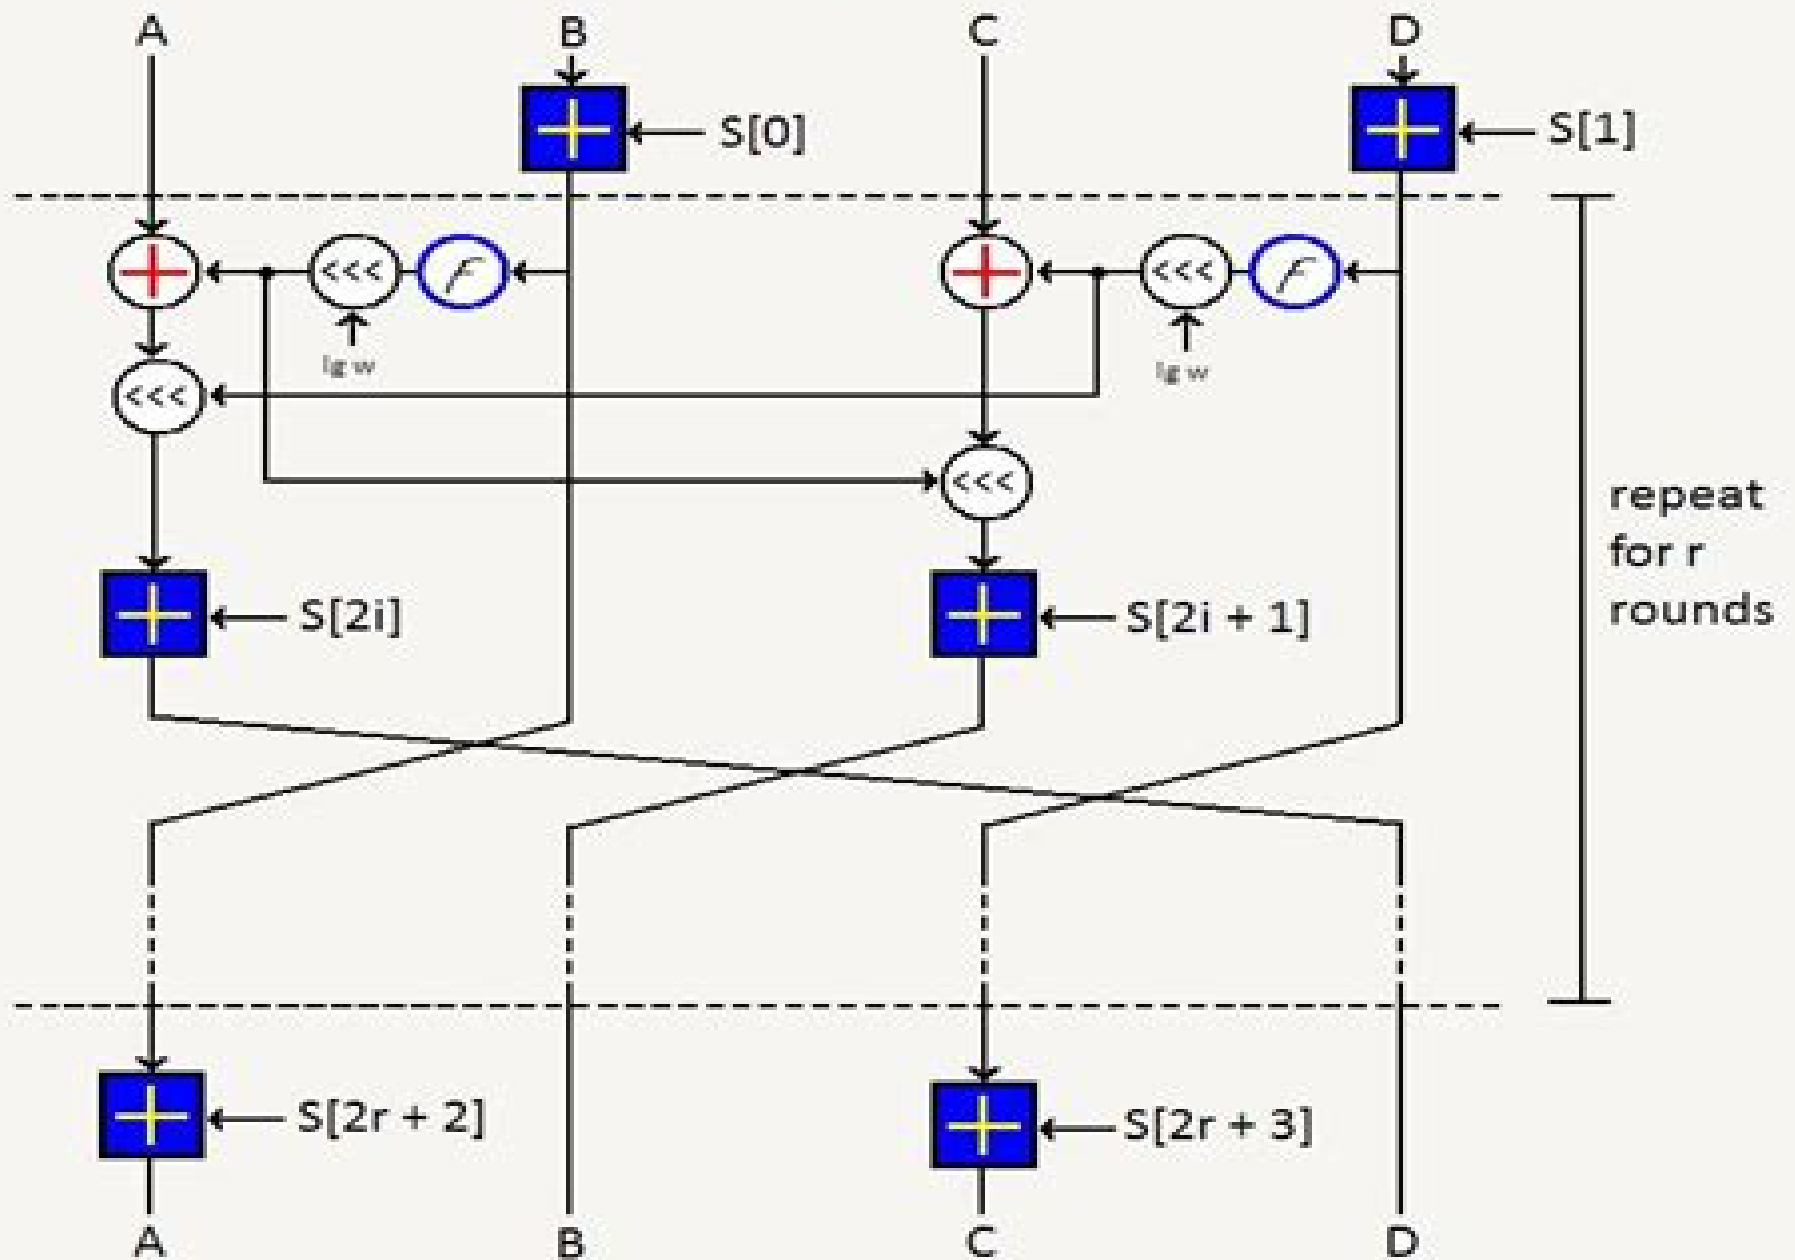 A B C D
S[0] S[1]
<<< f <<< f
lg w lg w
<<<
<<<
repeat
for r
rounds
S[2i] S[2i + 1]
S[2r + 2] S[2r + 3]
A B C D